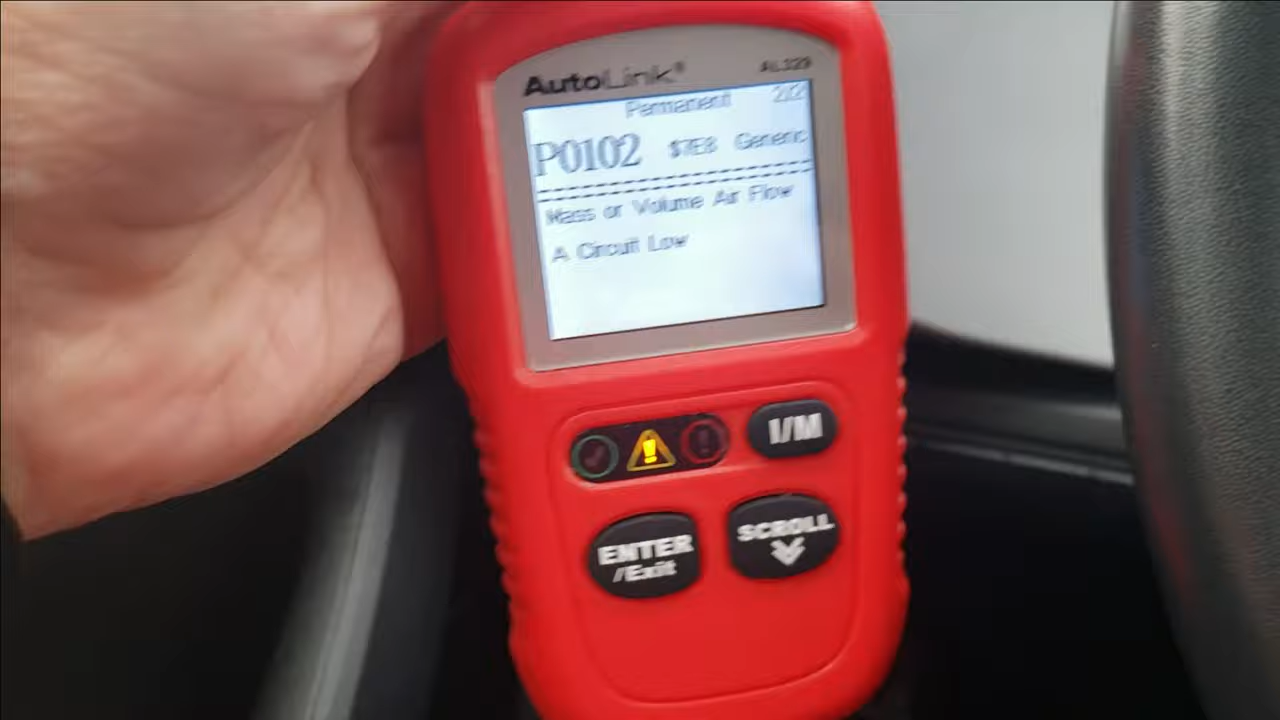 AutoLink® AL329
Permanent 2/2
P0102 $7E8 Generic
Mass or Volume Air Flow
A Circuit Low
I/M
ENTER
/Exit
SCROLL